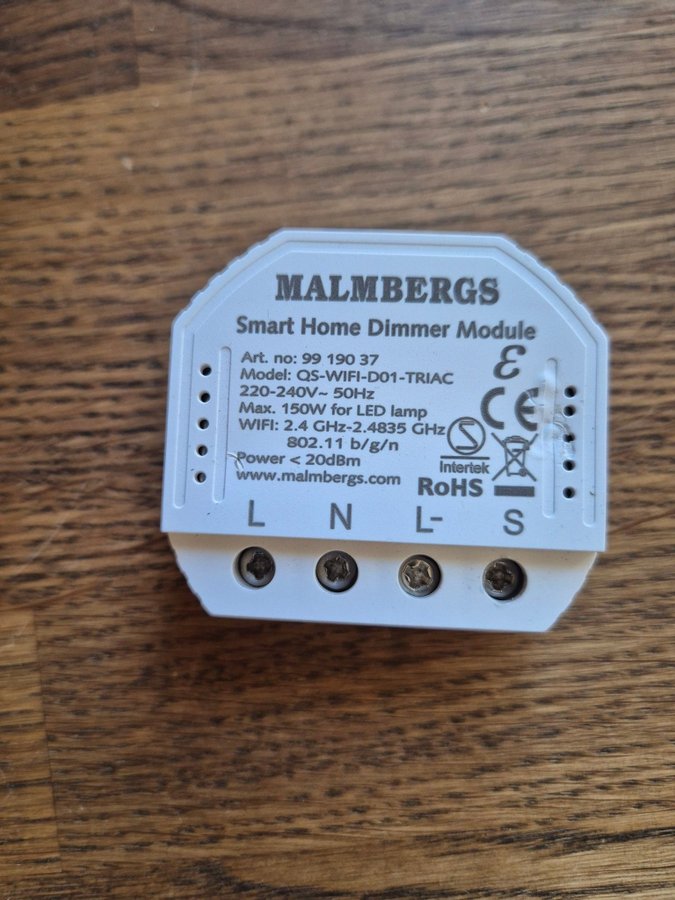 MALMBERGS
Smart Home Dimmer Module
Art. no: 99 190 37
Model: QS-WIFI-D01-TRIAC
220-240V~ 50Hz
Max. 150W for LED lamp
WIFI: 2.4 GHz-2.4835 GHz
802.11 b/g/n
Power < 20dBm
www.malmbergs.com
CE
S
Intertek
RoHS
L N L- S